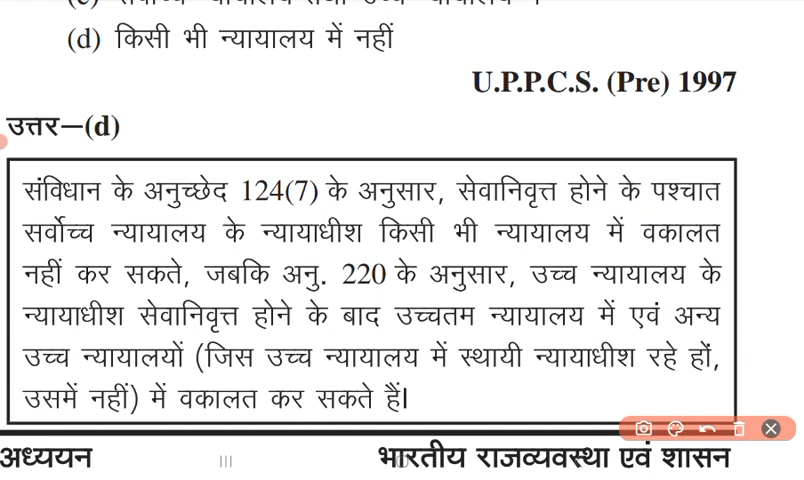 (d) किसी भी न्यायालय में नहीं
U.P.P.C.S. (Pre) 1997
उत्तर—(d)
संविधान के अनुच्छेद 124(7) के अनुसार, सेवानिवृत्त होने के पश्चात
सर्वोच्च न्यायालय के न्यायाधीश किसी भी न्यायालय में वकालत
नहीं कर सकते, जबकि अनु. 220 के अनुसार, उच्च न्यायालय के
न्यायाधीश सेवानिवृत्त होने के बाद उच्चतम न्यायालय में एवं अन्य
उच्च न्यायालयों (जिस उच्च न्यायालय में स्थायी न्यायाधीश रहे हों,
उसमें नहीं) में वकालत कर सकते हैं।
अध्ययन
भारतीय राजव्यवस्था एवं शासन